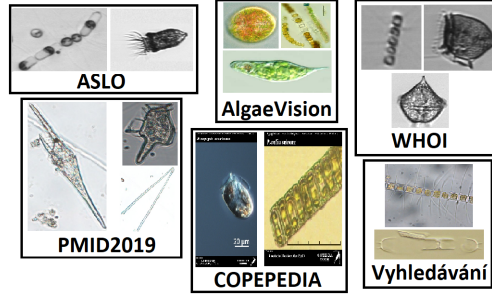 ASLO
AlgaeVision
WHOI
PMID2019
20 µm
COPEPEDIA
Vyhledávání